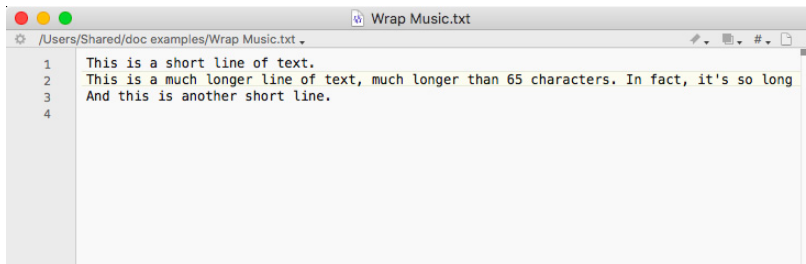 Wrap Music.txt
/Users/Shared/doc examples/Wrap Music.txt
#
1 This is a short line of text.
2 This is a much longer line of text, much longer than 65 characters. In fact, it's so long
3 And this is another short line.
4